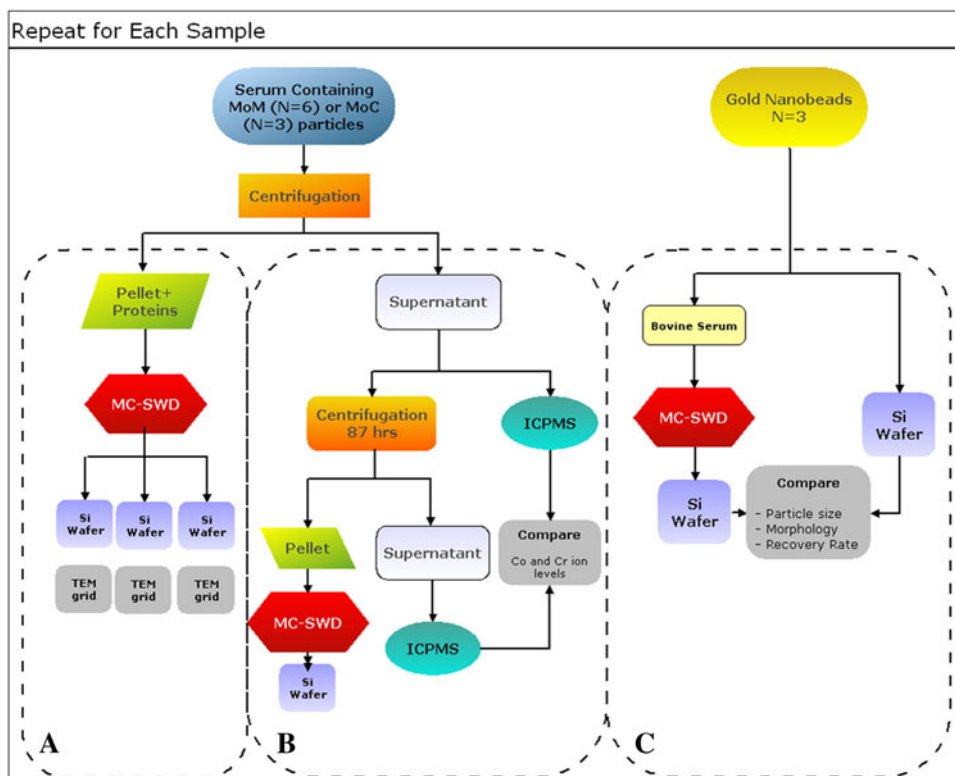 Repeat for Each Sample
Serum Containing
MoM (N=6) or MoC
(N=3) particles
Centrifugation
Gold Nanobeads
N=3
Pellet+
Proteins
MC-SWD
Si
Wafer
Si
Wafer
Si
Wafer
TEM
grid
TEM
grid
TEM
grid
A
Supernatant
Centrifugation
87 hrs
ICPMS
Pellet
Supernatant
Compare
Co and Cr ion
levels
MC-SWD
ICPMS
Si
Wafer
B
Bovine Serum
MC-SWD
Si
Wafer
Si
Wafer
Compare
- Particle size
- Morphology
- Recovery Rate
C